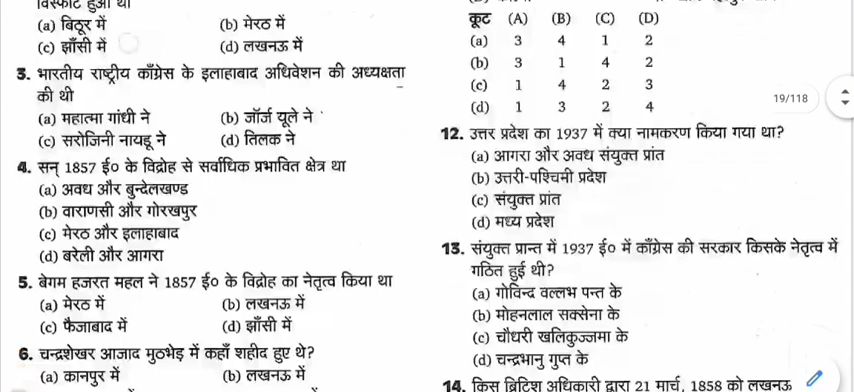 विस्फोट हुआ था
(a) बिठूर में (b) मेरठ में
(c) झाँसी में (d) लखनऊ में
3. भारतीय राष्ट्रीय काँग्रेस के इलाहाबाद अधिवेशन की अध्यक्षता
की थी
(a) महात्मा गांधी ने (b) जॉर्ज यूले ने
(c) सरोजिनी नायडू ने (d) तिलक ने
4. सन् 1857 ई० के विद्रोह से सर्वाधिक प्रभावित क्षेत्र था
(a) अवध और बुन्देलखण्ड
(b) वाराणसी और गोरखपुर
(c) मेरठ और इलाहाबाद
(d) बरेली और आगरा
5. बेगम हजरत महल ने 1857 ई० के विद्रोह का नेतृत्व किया था
(a) मेरठ में (b) लखनऊ में
(c) फैजाबाद में (d) झाँसी में
6. चन्द्रशेखर आजाद मुठभेड़ में कहाँ शहीद हुए थे?
(a) कानपुर में (b) लखनऊ में
कूट (A) (B) (C) (D)
(a) 3 4 1 2
(b) 3 1 4 2
(c) 1 4 2 3
(d) 1 3 2 4
19/118
12. उत्तर प्रदेश का 1937 में क्या नामकरण किया गया था?
(a) आगरा और अवध संयुक्त प्रांत
(b) उत्तरी-पश्चिमी प्रदेश
(c) संयुक्त प्रांत
(d) मध्य प्रदेश
13. संयुक्त प्रान्त में 1937 ई० में काँग्रेस की सरकार किसके नेतृत्व में
गठित हुई थी?
(a) गोविन्द वल्लभ पन्त के
(b) मोहनलाल सक्सेना के
(c) चौधरी खलिकुज्जमा के
(d) चन्द्रभानु गुप्त के
14. किस ब्रिटिश अधिकारी द्वारा 21 मार्च, 1858 को लखनऊ